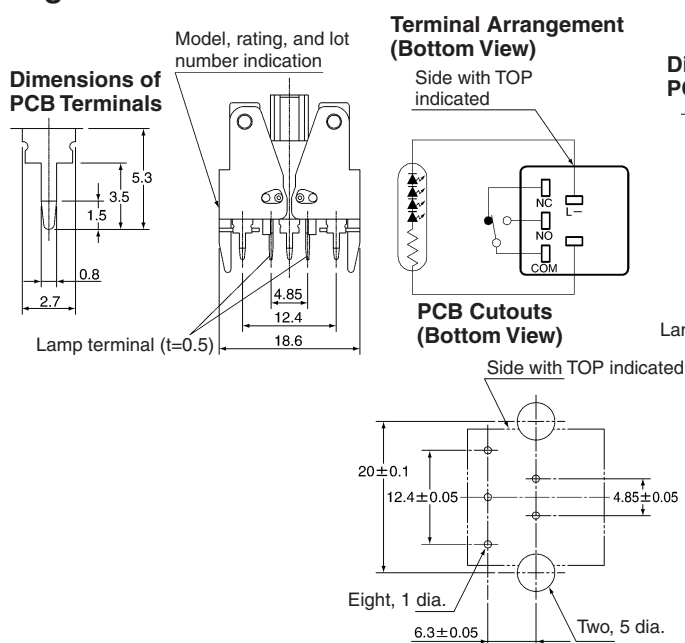 Terminal Arrangement
(Bottom View)
Model, rating, and lot
number indication
Dimensions of
PCB Terminals
Side with TOP
indicated
5.3
3.5
1.5
0.8
2.7
4.85
12.4
18.6
Lamp terminal (t=0.5)
NC
L−
NO
COM
PCB Cutouts
(Bottom View)
Side with TOP indicated
20±0.1
12.4±0.05
4.85±0.05
Eight, 1 dia.
Two, 5 dia.
6.3±0.05